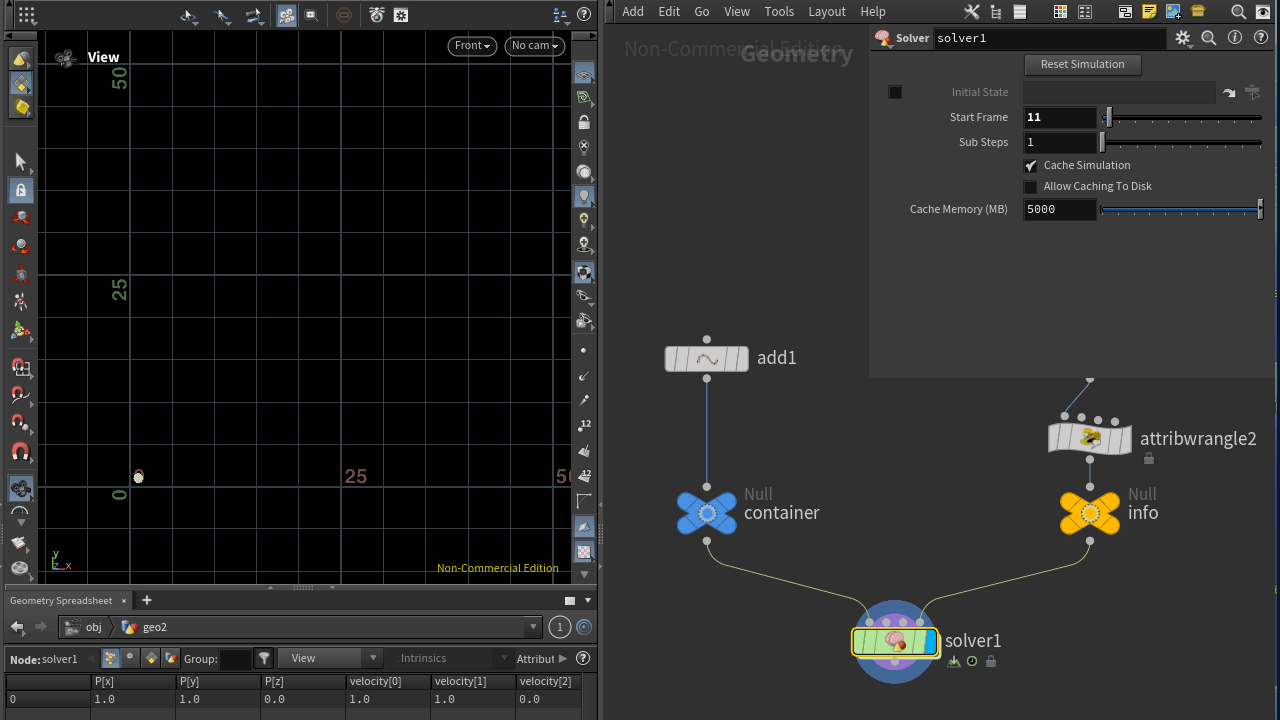 Add Edit Go View Tools Layout Help
View
Front
No cam
Non-Commercial Edition
Geometry
Solver solver1
Reset Simulation
Initial State
Start Frame 11
Sub Steps 1
Cache Simulation
Allow Caching To Disk
Cache Memory (MB) 5000
50
25
0
25
12
12
y
z x
Non-Commercial Edition
add1
attribwrangle2
Null
container
Null
info
solver1
Geometry Spreadsheet × +
obj geo2 1
Node: solver1 Group: View Intrinsics Attribut
P[x] P[y] P[z] velocity[0] velocity[1] velocity[2]
0 1.0 1.0 0.0 1.0 1.0 0.0